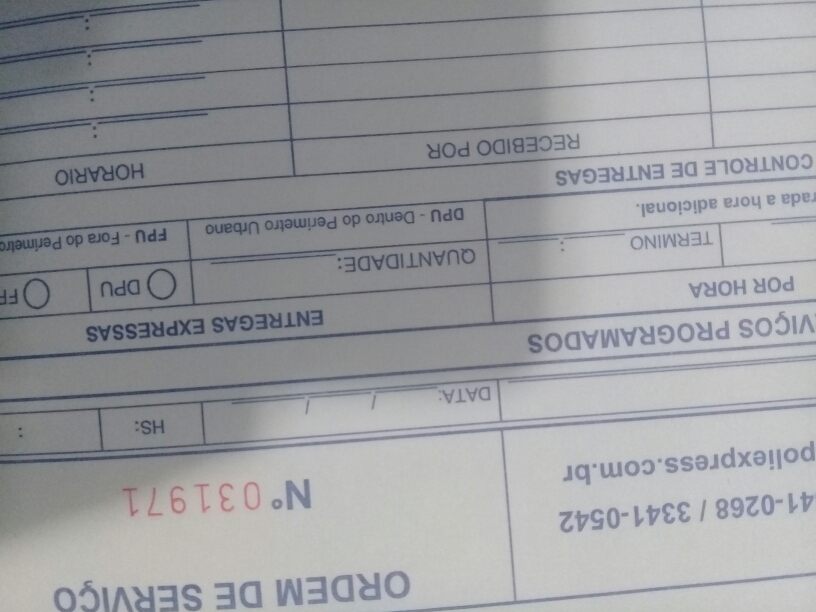 ORDEM DE SERVIÇO
41-0268 / 3341-0542
poliexpress.com.br
Nº 031971
DATA: / /
HS: :
VIÇOS PROGRAMADOS
POR HORA
ENTREGAS EXPRESSAS
TERMINO :
QUANTIDADE:
DPU
FP
rada a hora adicional.
DPU - Dentro do Perimetro Urbano
FPU - Fora do Perimetro
CONTROLE DE ENTREGAS
RECEBIDO POR
HORARIO
:
:
:
: